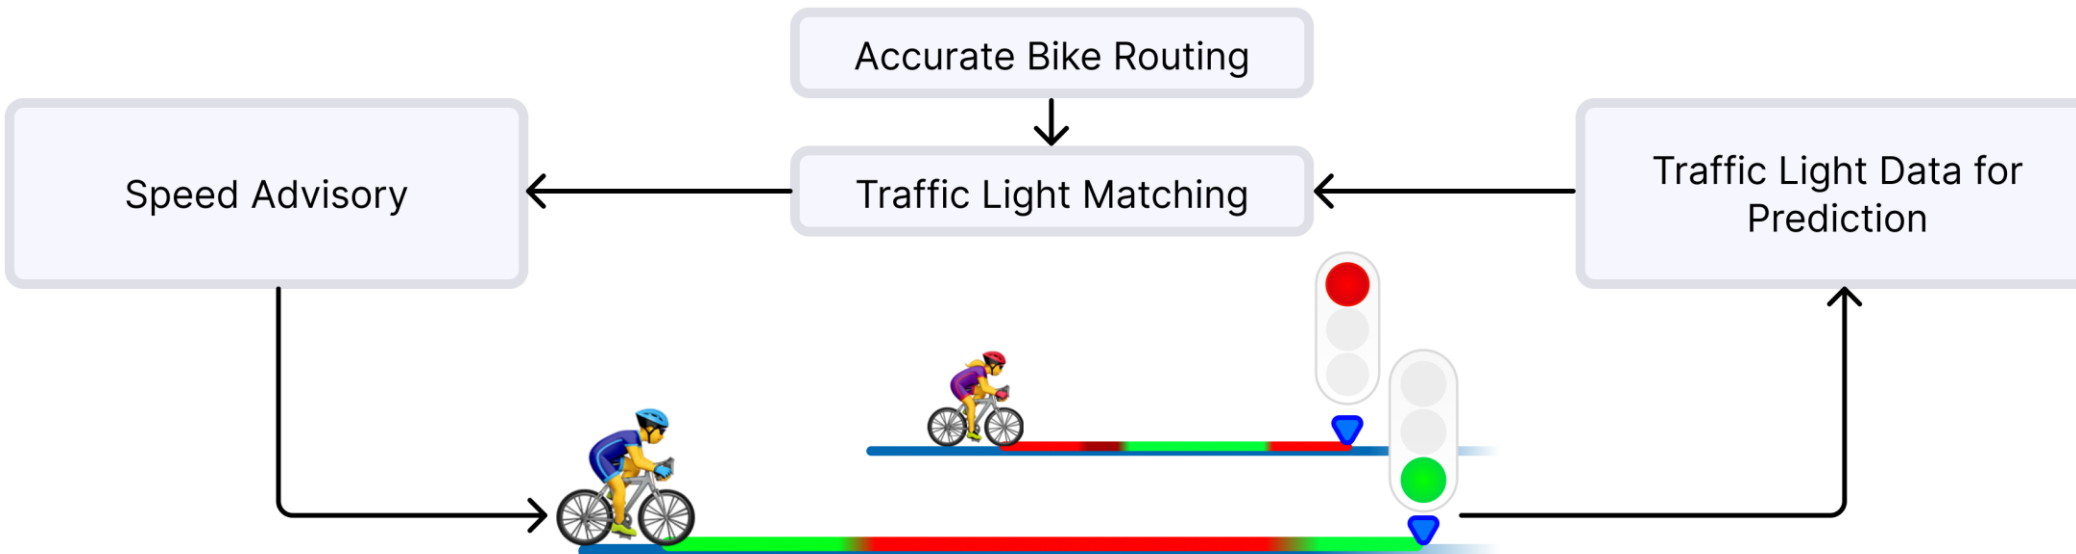 Accurate Bike Routing
Speed Advisory
Traffic Light Matching
Traffic Light Data for
Prediction